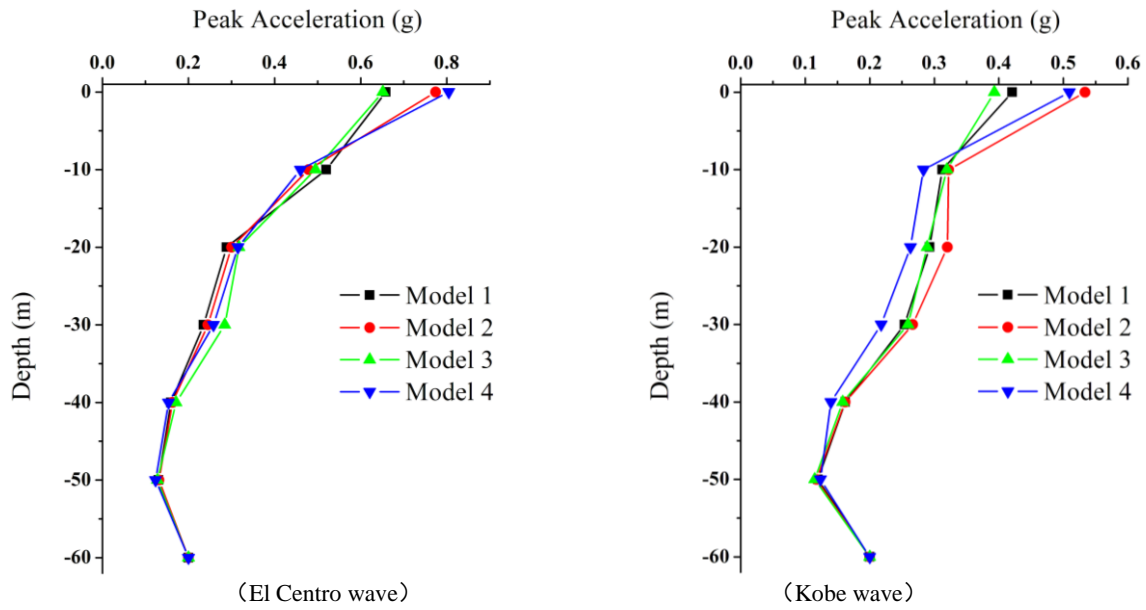 Peak Acceleration (g)
0.0 0.2 0.4 0.6 0.8
0
-10
-20
-30
-40
-50
-60
Depth (m)
Model 1
Model 2
Model 3
Model 4
（El Centro wave）
Peak Acceleration (g)
0.0 0.1 0.2 0.3 0.4 0.5 0.6
0
-10
-20
-30
-40
-50
-60
Depth (m)
Model 1
Model 2
Model 3
Model 4
（Kobe wave）